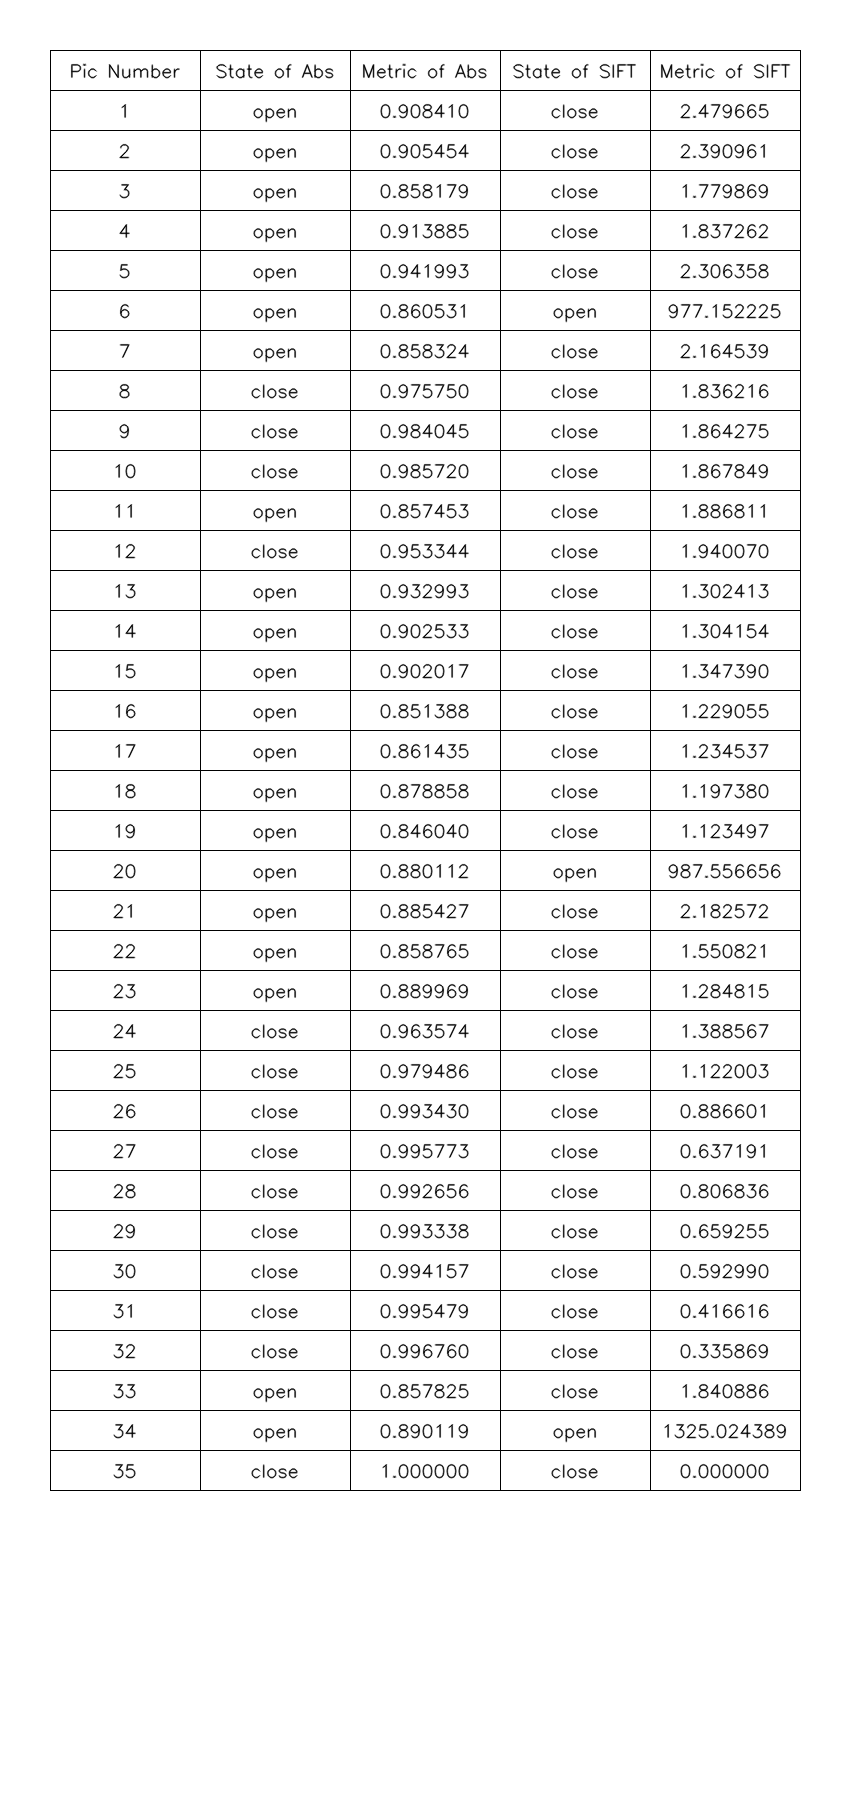 Pic Number State of Abs Metric of Abs State of SIFT Metric of SIFT
1 open 0.908410 close 2.479665
2 open 0.905454 close 2.390961
3 open 0.858179 close 1.779869
4 open 0.913885 close 1.837262
5 open 0.941993 close 2.306358
6 open 0.860531 open 977.152225
7 open 0.858324 close 2.164539
8 close 0.975750 close 1.836216
9 close 0.984045 close 1.864275
10 close 0.985720 close 1.867849
11 open 0.857453 close 1.886811
12 close 0.953344 close 1.940070
13 open 0.932993 close 1.302413
14 open 0.902533 close 1.304154
15 open 0.902017 close 1.347390
16 open 0.851388 close 1.229055
17 open 0.861435 close 1.234537
18 open 0.878858 close 1.197380
19 open 0.846040 close 1.123497
20 open 0.880112 open 987.556656
21 open 0.885427 close 2.182572
22 open 0.858765 close 1.550821
23 open 0.889969 close 1.284815
24 close 0.963574 close 1.388567
25 close 0.979486 close 1.122003
26 close 0.993430 close 0.886601
27 close 0.995773 close 0.637191
28 close 0.992656 close 0.806836
29 close 0.993338 close 0.659255
30 close 0.994157 close 0.592990
31 close 0.995479 close 0.416616
32 close 0.996760 close 0.335869
33 open 0.857825 close 1.840886
34 open 0.890119 open 1325.024389
35 close 1.000000 close 0.000000